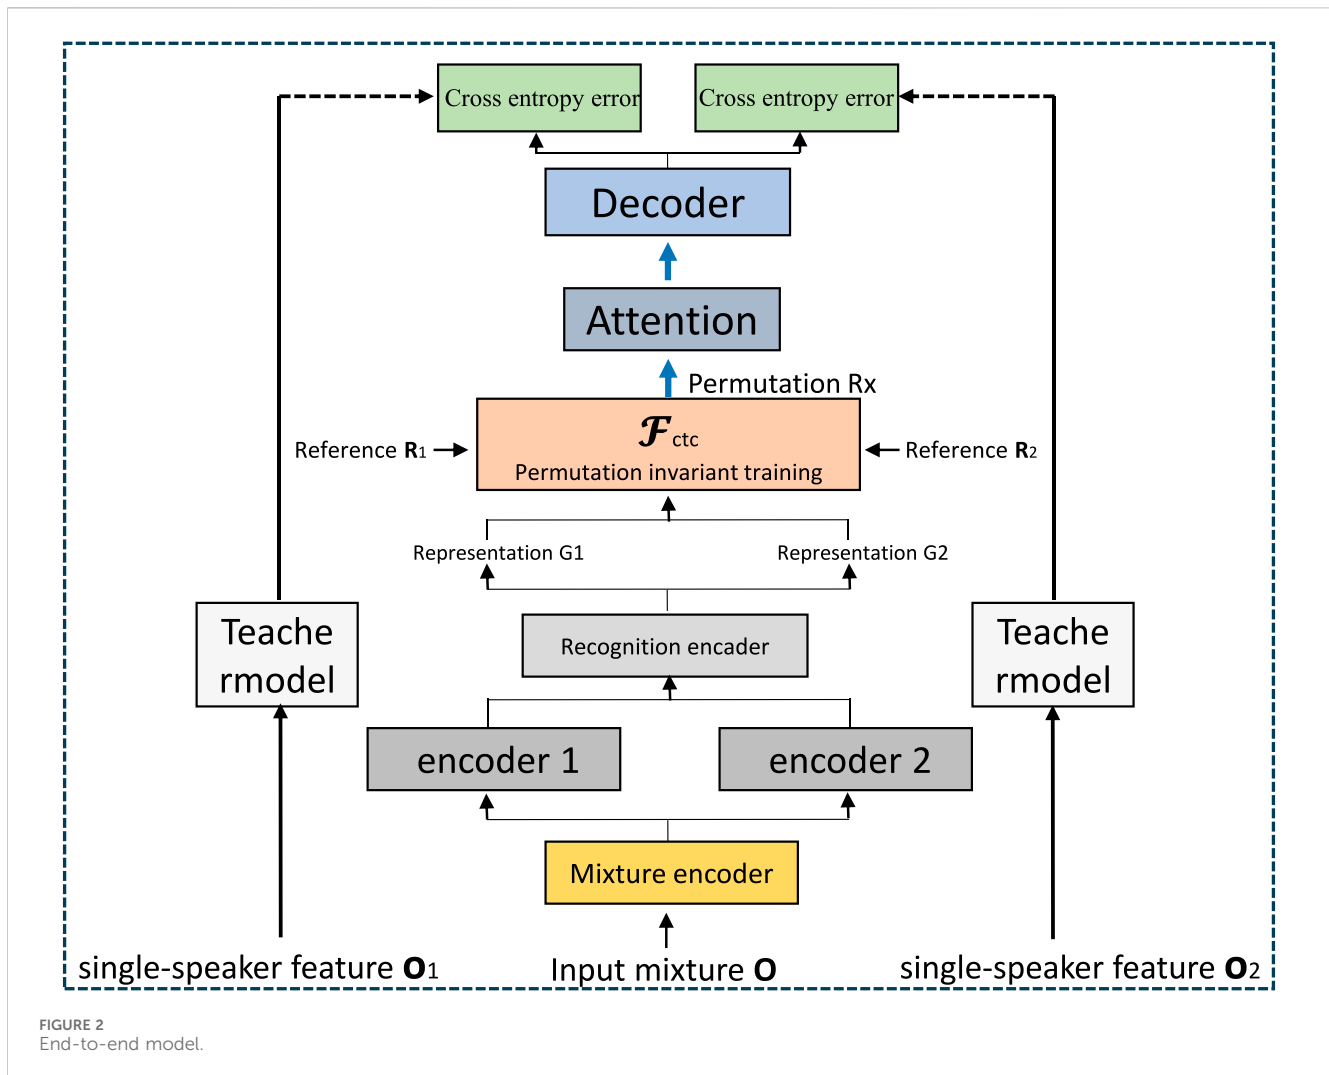 Cross entropy error
Cross entropy error
Decoder
Attention
Permutation Rx
ℱctc
Permutation invariant training
Reference R1
Reference R2
Representation G1
Representation G2
Teache
rmodel
Recognition encader
Teache
rmodel
encoder 1
encoder 2
Mixture encoder
single-speaker feature O1
Input mixture O
single-speaker feature O2
FIGURE 2
End-to-end model.